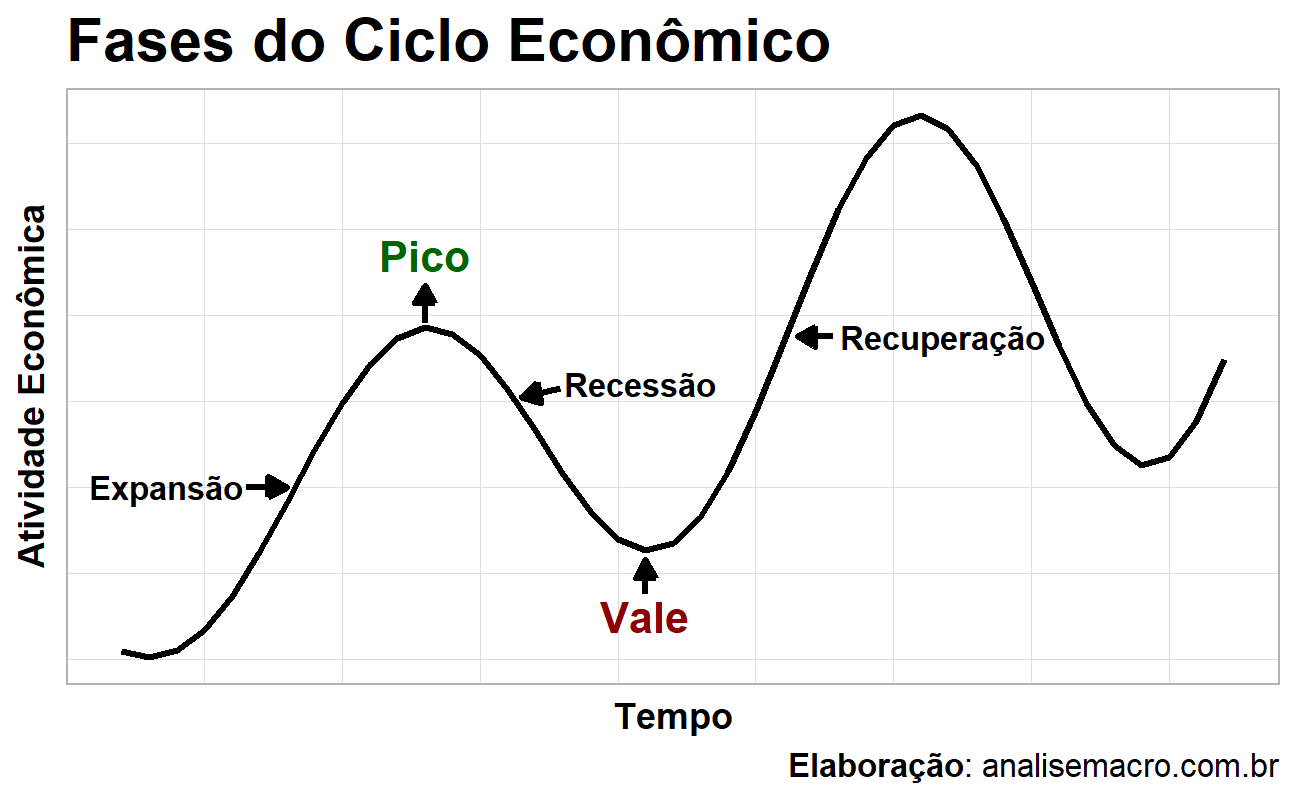 Fases do Ciclo Econômico
Atividade Econômica
Pico
Recuperação
Recessão
Expansão
Vale
Tempo
Elaboração: analisemacro.com.br